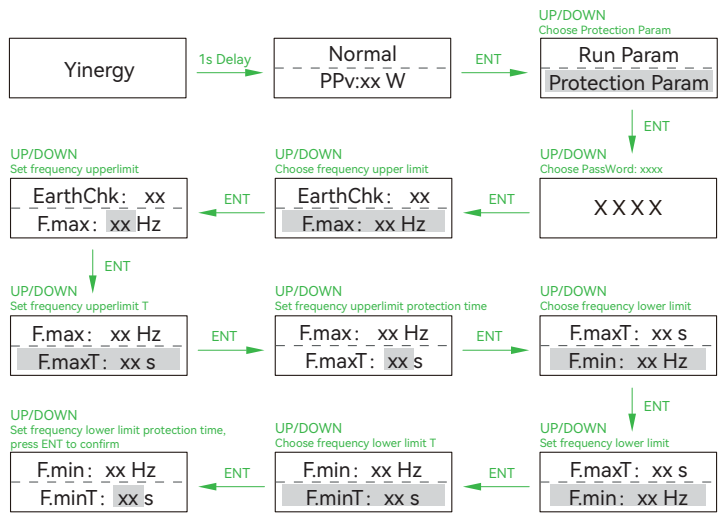 UP/DOWN
Choose Protection Param
Yinergy
1s Delay
Normal
PPv:xx W
ENT
Run Param
Protection Param
ENT
UP/DOWN
Set frequency upperlimit
UP/DOWN
Choose frequency upper limit
UP/DOWN
Choose PassWord: xxxx
EarthChk: xx
F.max: xx Hz
ENT
EarthChk: xx
F.max: xx Hz
ENT
X X X X
ENT
UP/DOWN
Set frequency upperlimit T
UP/DOWN
Set frequency upperlimit protection time
UP/DOWN
Choose frequency lower limit
F.max: xx Hz
F.maxT: xx s
ENT
F.max: xx Hz
F.maxT: xx s
ENT
F.maxT: xx s
F.min: xx Hz
ENT
UP/DOWN
Set frequency lower limit protection time,
press ENT to confirm
UP/DOWN
Choose frequency lower limit T
UP/DOWN
Set frequency lower limit
F.min: xx Hz
F.minT: xx s
ENT
F.min: xx Hz
F.minT: xx s
ENT
F.maxT: xx s
F.min: xx Hz